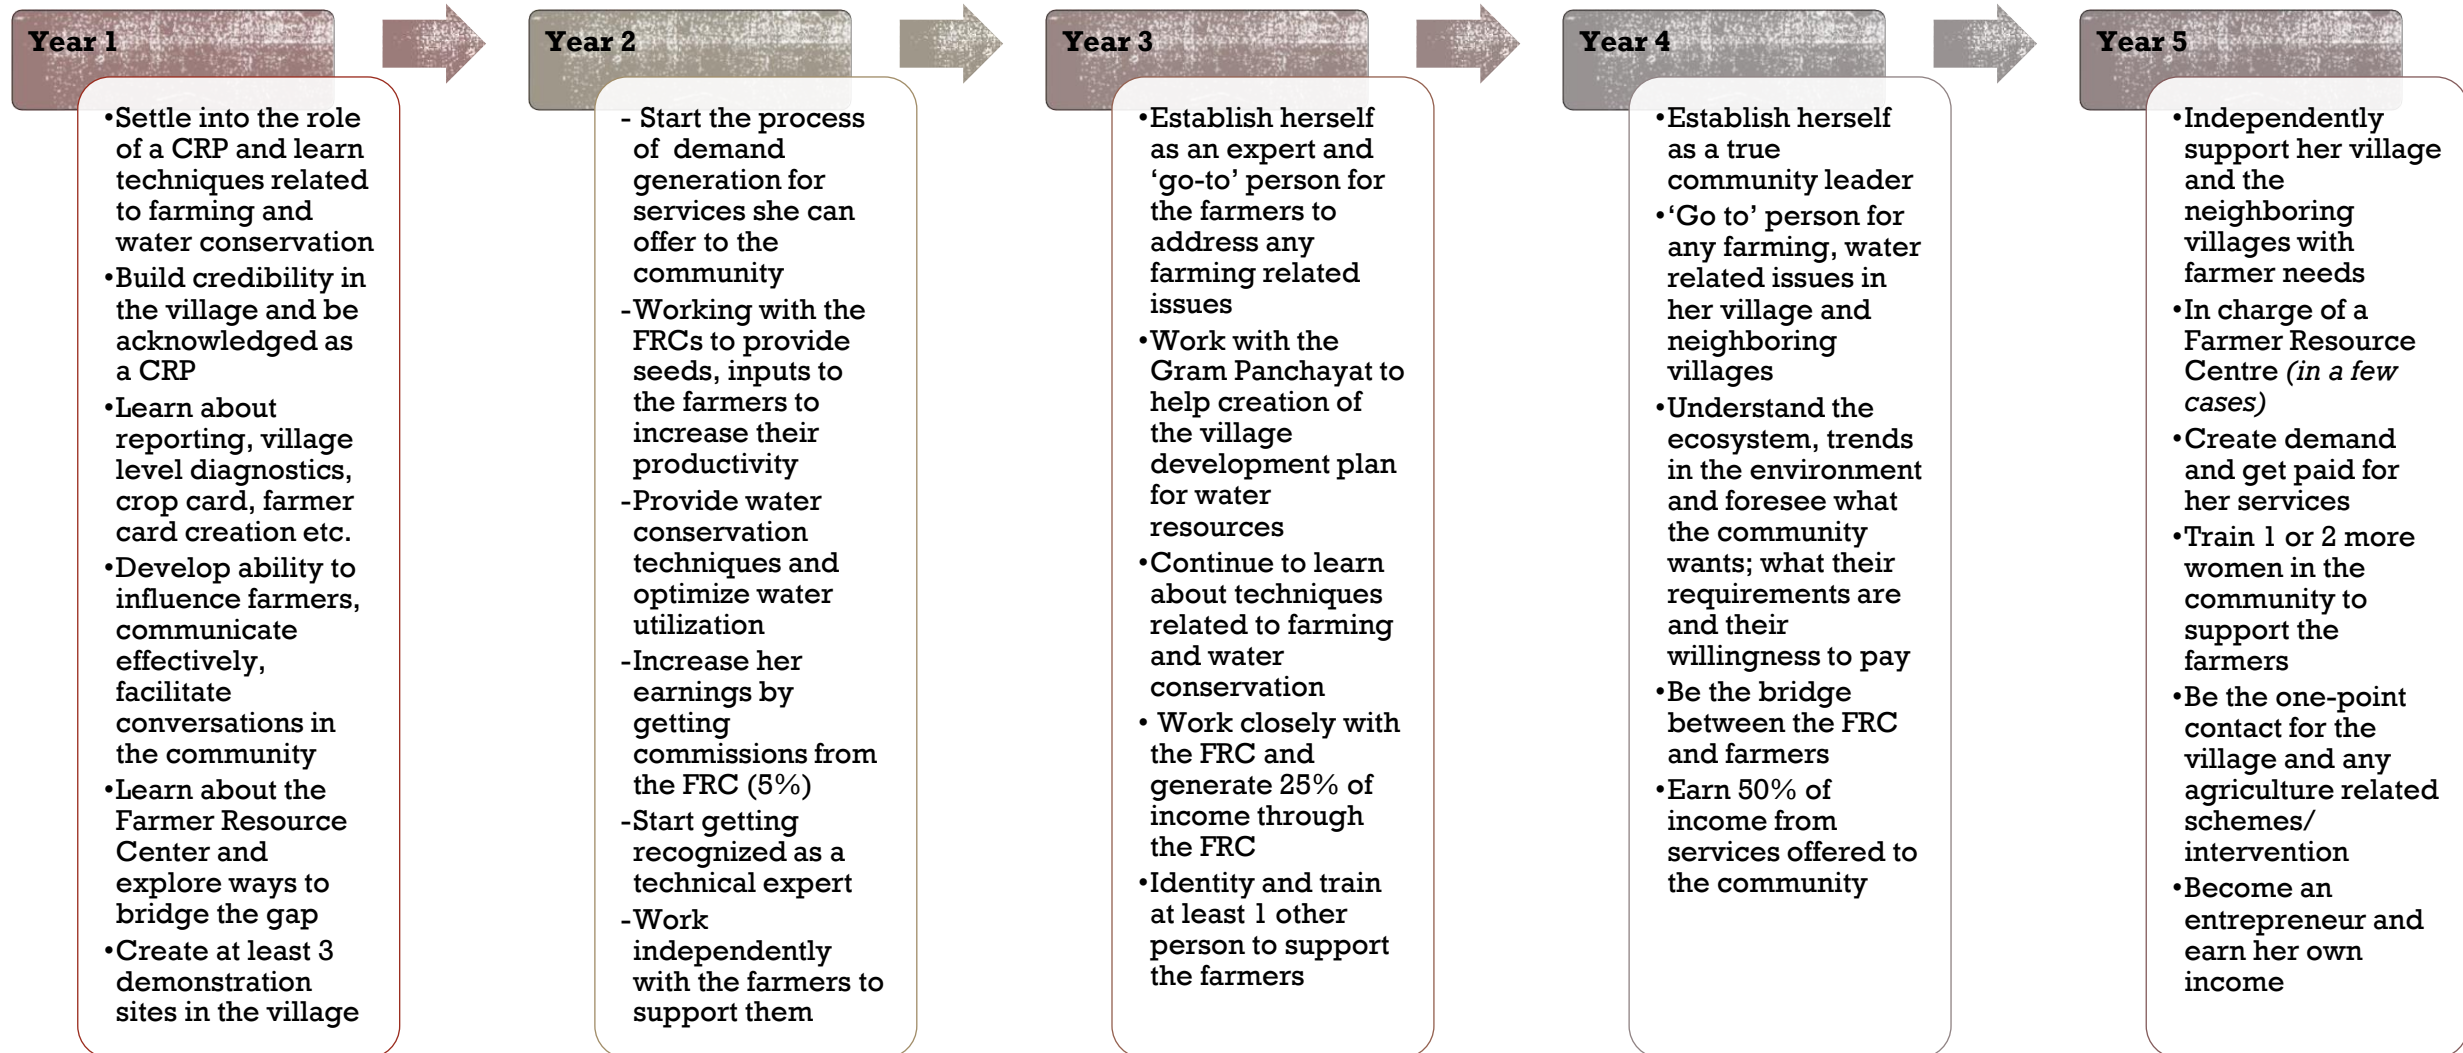 Year 1
•Settle into the role
of a CRP and learn
techniques related
to farming and
water conservation
•Build credibility in
the village and be
acknowledged as
a CRP
•Learn about
reporting, village
level diagnostics,
crop card, farmer
card creation etc.
•Develop ability to
influence farmers,
communicate
effectively,
facilitate
conversations in
the community
•Learn about the
Farmer Resource
Center and
explore ways to
bridge the gap
•Create at least 3
demonstration
sites in the village
Year 2
- Start the process
of demand
generation for
services she can
offer to the
community
-Working with the
FRCs to provide
seeds, inputs to
the farmers to
increase their
productivity
-Provide water
conservation
techniques and
optimize water
utilization
-Increase her
earnings by
getting
commissions from
the FRC (5%)
-Start getting
recognized as a
technical expert
-Work
independently
with the farmers to
support them
Year 3
•Establish herself
as an expert and
‘go-to’ person for
the farmers to
address any
farming related
issues
•Work with the
Gram Panchayat to
help creation of
the village
development plan
for water
resources
•Continue to learn
about techniques
related to farming
and water
conservation
• Work closely with
the FRC and
generate 25% of
income through
the FRC
•Identity and train
at least 1 other
person to support
the farmers
Year 4
•Establish herself
as a true
community leader
•‘Go to’ person for
any farming, water
related issues in
her village and
neighboring
villages
•Understand the
ecosystem, trends
in the environment
and foresee what
the community
wants; what their
requirements are
and their
willingness to pay
•Be the bridge
between the FRC
and farmers
•Earn 50% of
income from
services offered to
the community
Year 5
•Independently
support her village
and the
neighboring
villages with
farmer needs
•In charge of a
Farmer Resource
Centre (in a few
cases)
•Create demand
and get paid for
her services
•Train 1 or 2 more
women in the
community to
support the
farmers
•Be the one-point
contact for the
village and any
agriculture related
schemes/
intervention
•Become an
entrepreneur and
earn her own
income